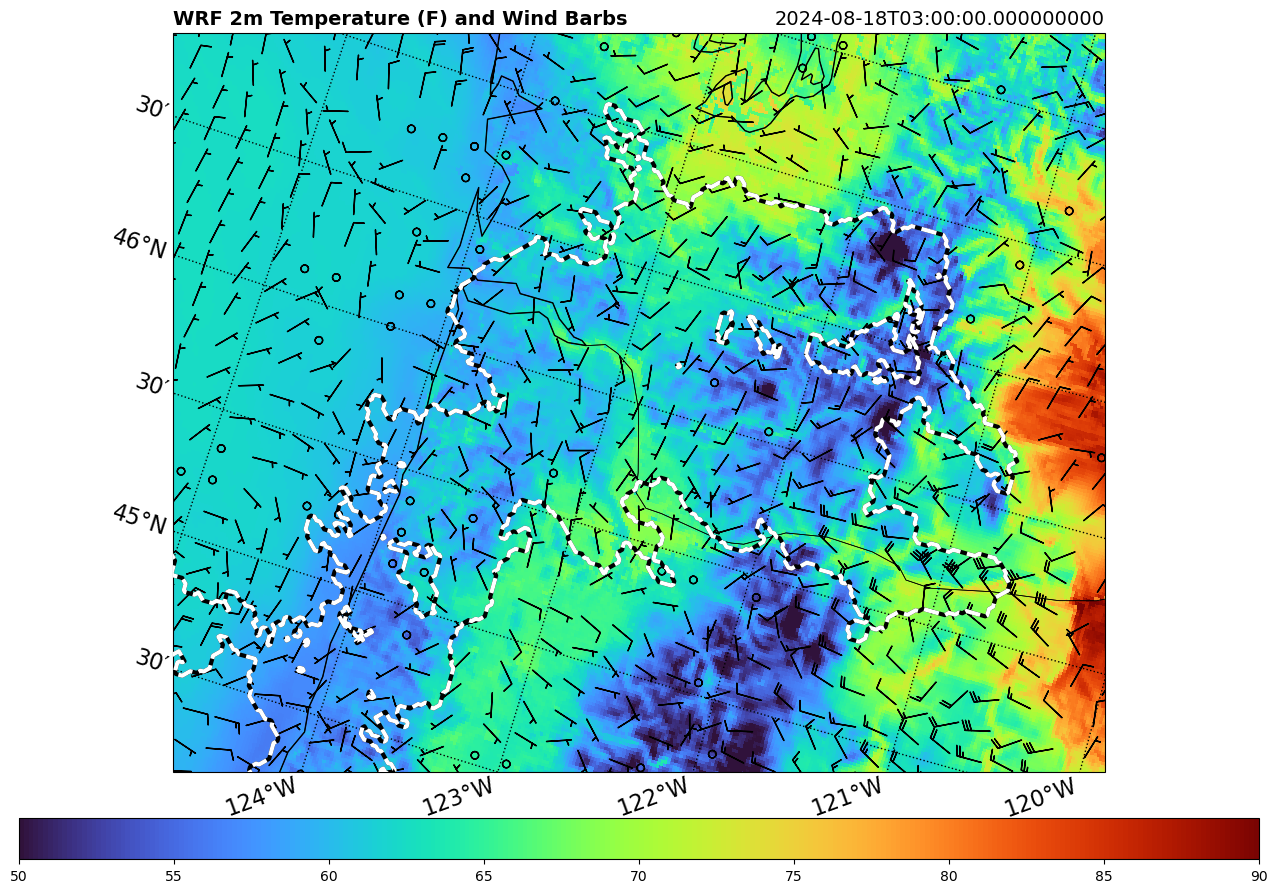 WRF 2m Temperature (F) and Wind Barbs
2024-08-18T03:00:00.000000000
30′
46°N
30′
45°N
30′
124°W
123°W
122°W
121°W
120°W
50
55
60
65
70
75
80
85
90